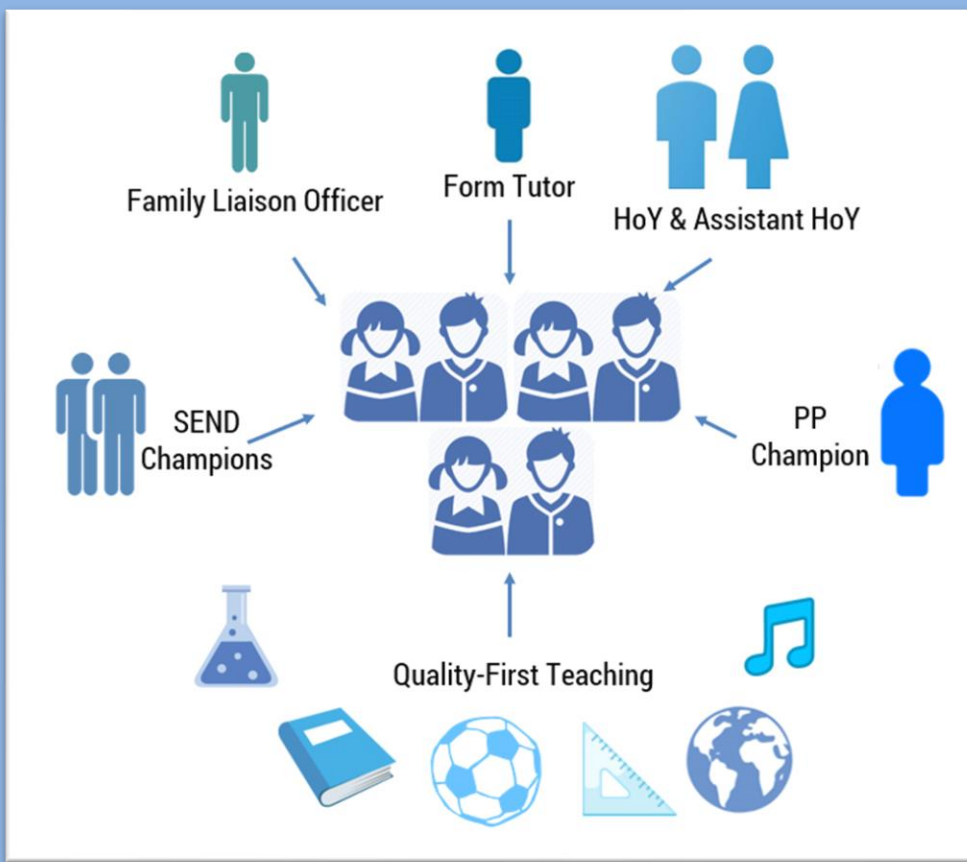 Family Liaison Officer
Form Tutor
HoY & Assistant HoY
SEND
Champions
PP
Champion
Quality-First Teaching